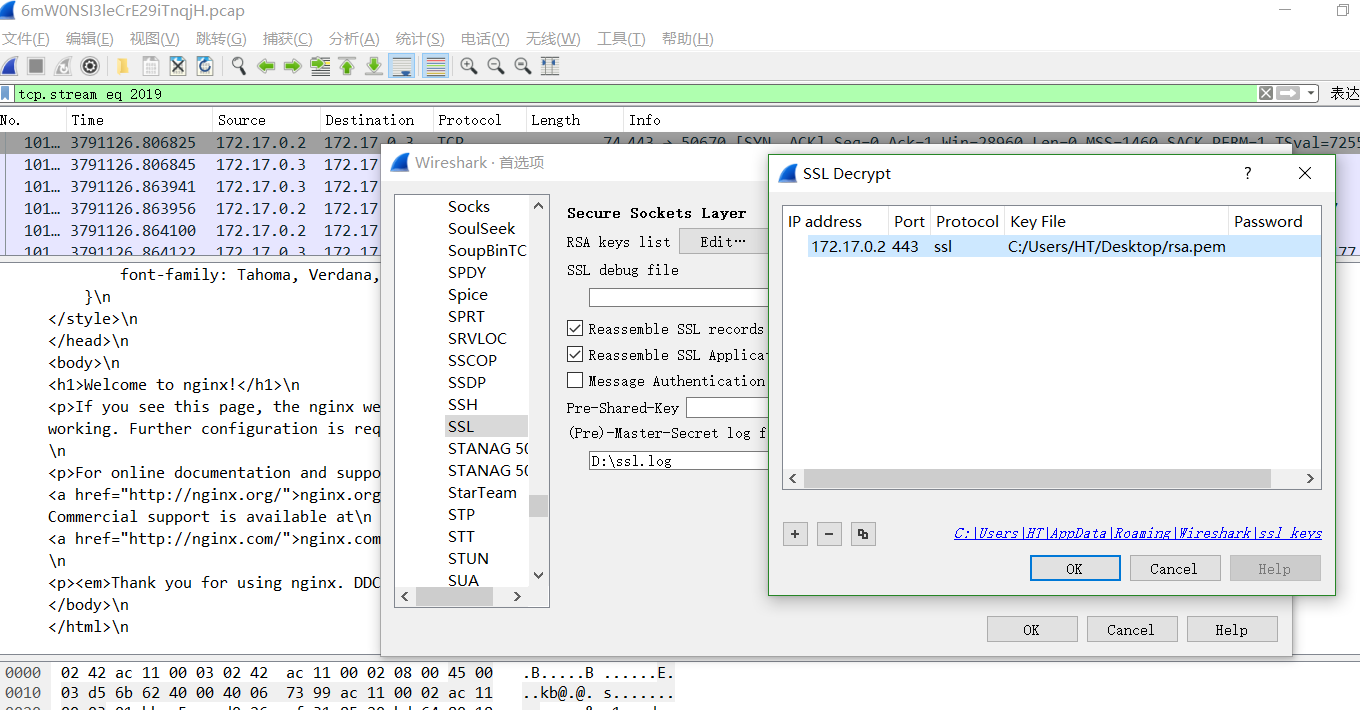 6mW0NSI3leCrE29iTnqjH.pcap
文件(F) 编辑(E) 视图(V) 跳转(G) 捕获(C) 分析(A) 统计(S) 电话(Y) 无线(W) 工具(T) 帮助(H)
tcp.stream eq 2019 表达
No. Time Source Destination Protocol Length Info
101… 3791126.806825 172.17.0.2 172.17.0.3 TCP 74 443 → 50670 [SYN, ACK] Seq=0 Ack=1 Win=28960 Len=0 MSS=1460 SACK_PERM=1 TSval=7255
101… 3791126.806845 172.17.0.3 172.17
101… 3791126.863941 172.17.0.3 172.17
101… 3791126.863956 172.17.0.2 172.17
101… 3791126.864100 172.17.0.2 172.17
101… 3791126.864122 172.17.0.3 172.17
font-family: Tahoma, Verdana,
}\n
</style>\n
</head>\n
<body>\n
<h1>Welcome to nginx!</h1>\n
<p>If you see this page, the nginx we
working. Further configuration is req
\n
<p>For online documentation and suppo
<a href="http://nginx.org/">nginx.org
Commercial support is available at\n
<a href="http://nginx.com/">nginx.com
\n
<p><em>Thank you for using nginx. DDC
</body>\n
</html>\n
0000 02 42 ac 11 00 03 02 42 ac 11 00 02 08 00 45 00 .B.....B ......E.
0010 03 d5 6b 62 40 00 40 06 73 99 ac 11 00 02 ac 11 ..kb@.@. s.......
Wireshark · 首选项
Socks
SoulSeek
SoupBinTC
SPDY
Spice
SPRT
SRVLOC
SSCOP
SSDP
SSH
SSL
STANAG 50
STANAG 50
StarTeam
STP
STT
STUN
SUA
Secure Sockets Layer
RSA keys list Edit…
SSL debug file
Reassemble SSL records
Reassemble SSL Applica
Message Authentication
Pre-Shared-Key
(Pre)-Master-Secret log f
D:\ssl.log
OK Cancel Help
SSL Decrypt
IP address Port Protocol Key File Password
172.17.0.2 443 ssl C:/Users/HT/Desktop/rsa.pem
C:|Users|HT|AppData|Roaming|Wireshark|ssl keys
OK Cancel Help